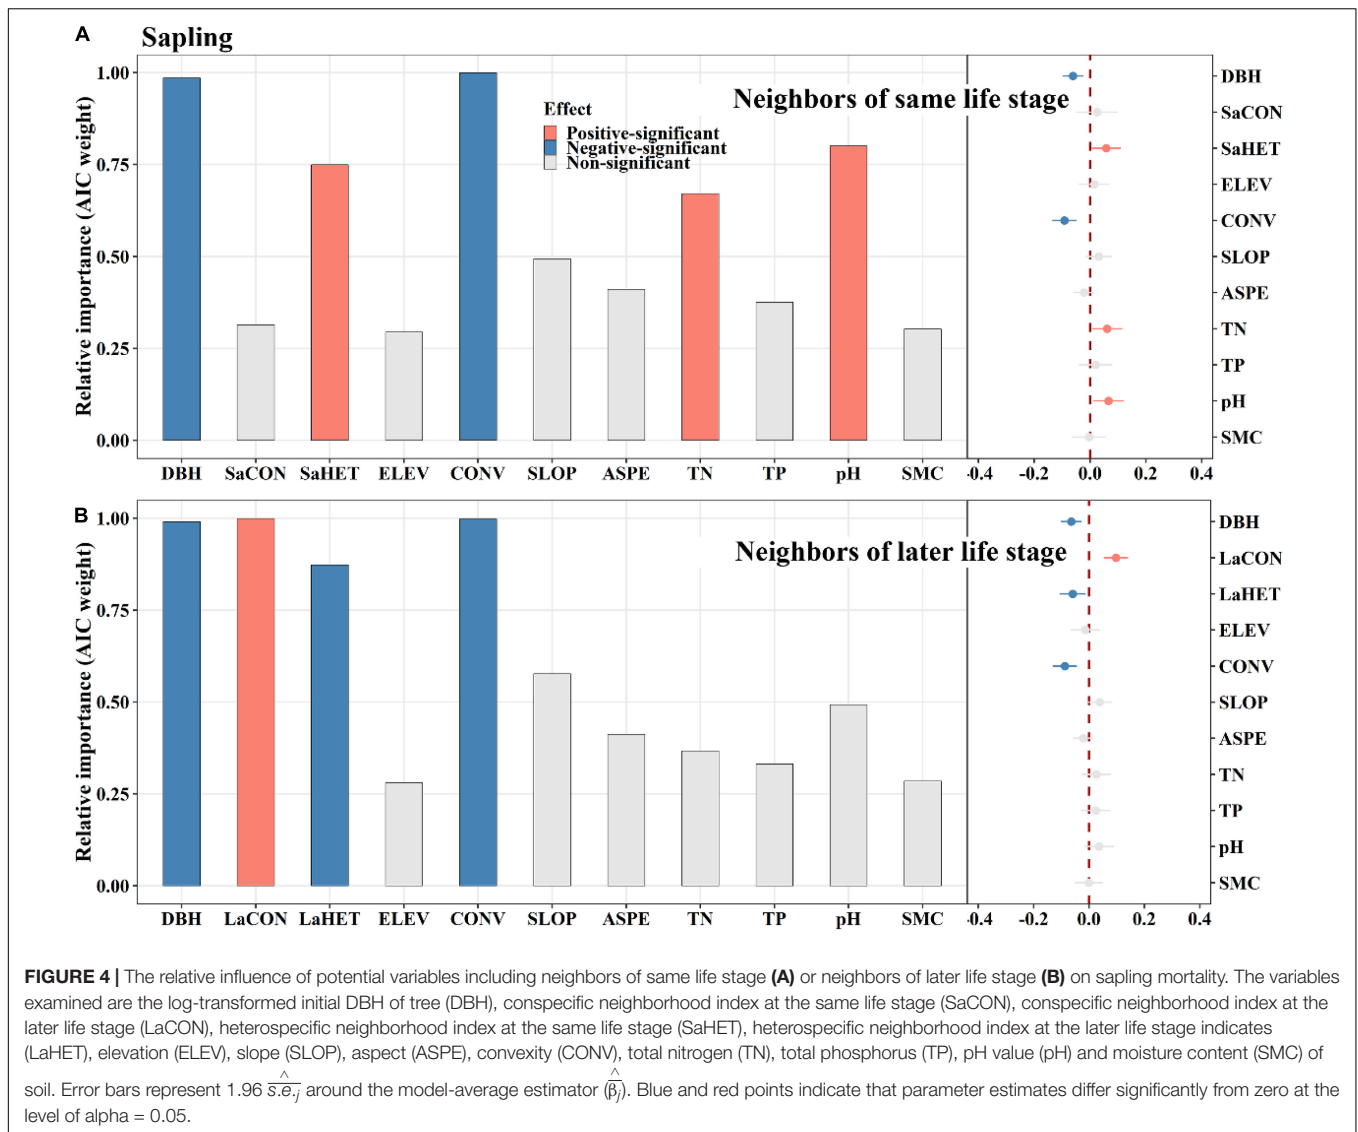 A
Sapling
Relative importance (AIC weight)
1.00
0.75
0.50
0.25
0.00
Effect
Positive-significant
Negative-significant
Non-significant
Neighbors of same life stage
DBH SaCON SaHET ELEV CONV SLOP ASPE TN TP pH SMC
DBH
SaCON
SaHET
ELEV
CONV
SLOP
ASPE
TN
TP
pH
SMC
-0.4 -0.2 0.0 0.2 0.4
B
Relative importance (AIC weight)
1.00
0.75
0.50
0.25
0.00
Neighbors of later life stage
DBH LaCON LaHET ELEV CONV SLOP ASPE TN TP pH SMC
DBH
LaCON
LaHET
ELEV
CONV
SLOP
ASPE
TN
TP
pH
SMC
-0.4 -0.2 0.0 0.2 0.4
FIGURE 4 | The relative influence of potential variables including neighbors of same life stage (A) or neighbors of later life stage (B) on sapling mortality. The variables
examined are the log-transformed initial DBH of tree (DBH), conspecific neighborhood index at the same life stage (SaCON), conspecific neighborhood index at the
later life stage (LaCON), heterospecific neighborhood index at the same life stage (SaHET), heterospecific neighborhood index at the later life stage indicates
(LaHET), elevation (ELEV), slope (SLOP), aspect (ASPE), convexity (CONV), total nitrogen (TN), total phosphorus (TP), pH value (pH) and moisture content (SMC) of
soil. Error bars represent 1.96 $\hat{\overline{s.e.}_j}$ around the model-average estimator ($\hat{\overline{\beta}_j}$). Blue and red points indicate that parameter estimates differ significantly from zero at the
level of alpha = 0.05.